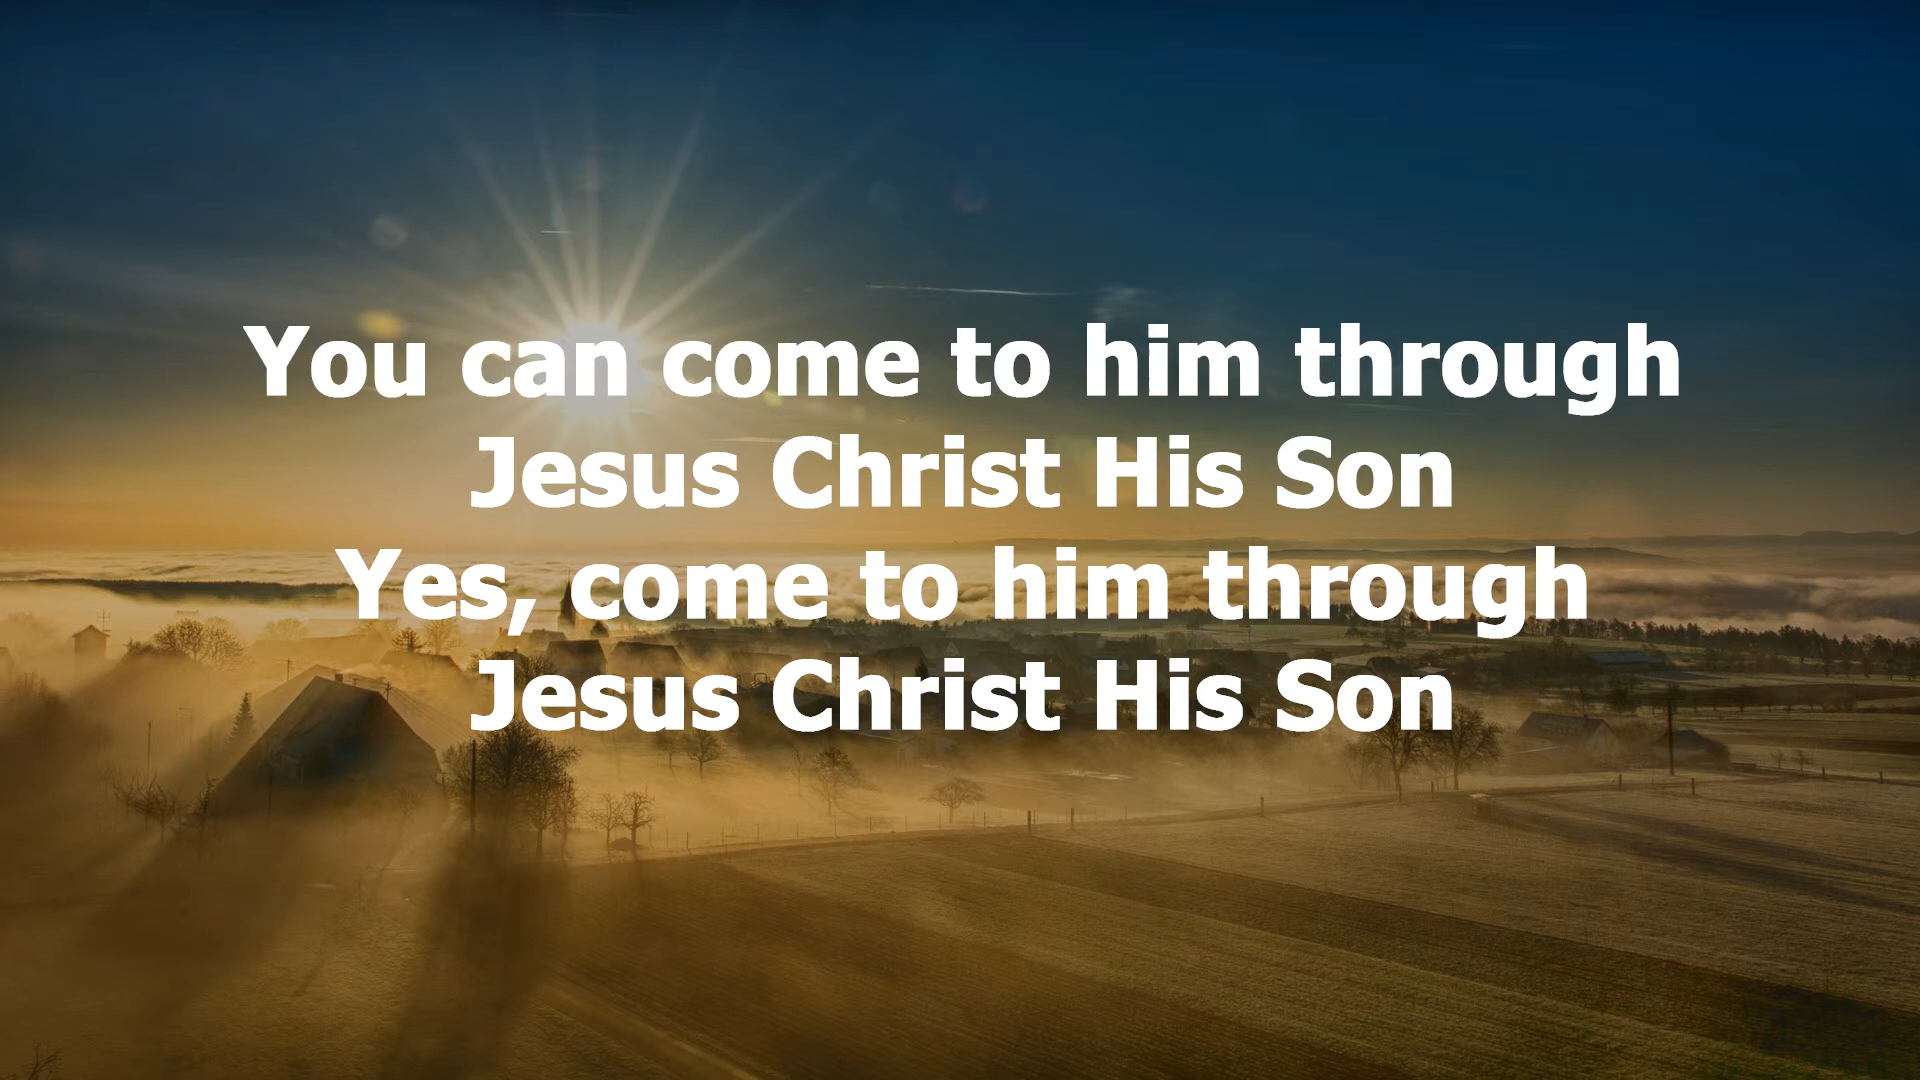 You can come to him through
Jesus Christ His Son
Yes, come to him through
Jesus Christ His Son